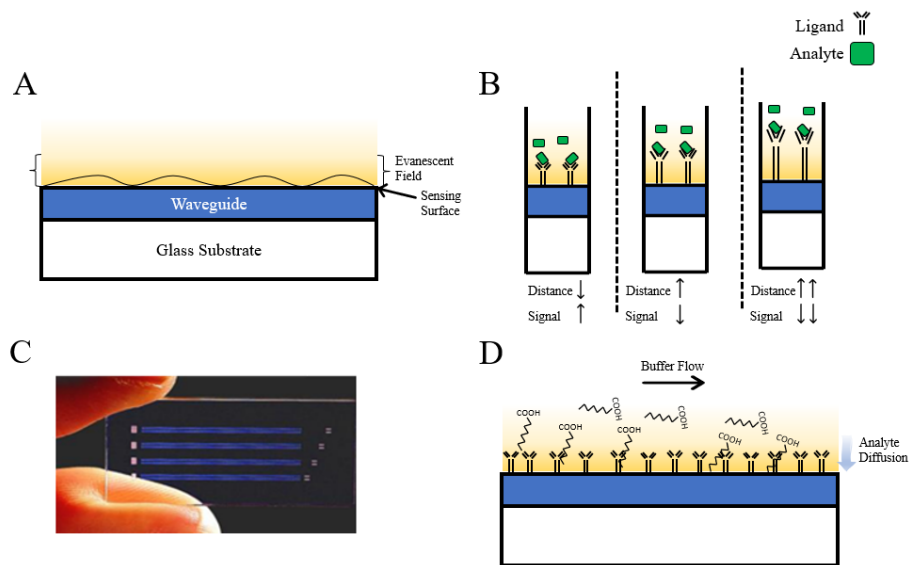 Ligand
Analyte
A
Evanescent
Field
Sensing
Surface
Waveguide
Glass Substrate
B
Distance ↓
Signal ↑
Distance ↑
Signal ↓
Distance ↑↑
Signal ↓↓
C
D
Buffer Flow
COOH
COOH
COOH
COOH
COOH
COOH
COOH
COOH
Analyte
Diffusion